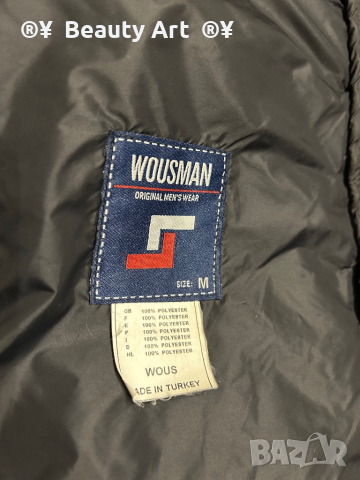 ®¥ Beauty Art ®¥
WOUSMAN
ORIGINAL MEN'S WEAR
SIZE: M
GB 100% POLYESTER
F 100% POLYESTER
E 100% POLYESTER
P 100% POLYESTER
I 100% POLYESTER
D 100% POLYESTER
HL 100% POLYESTER
WOUS
ADE IN TURKEY
BAZAR